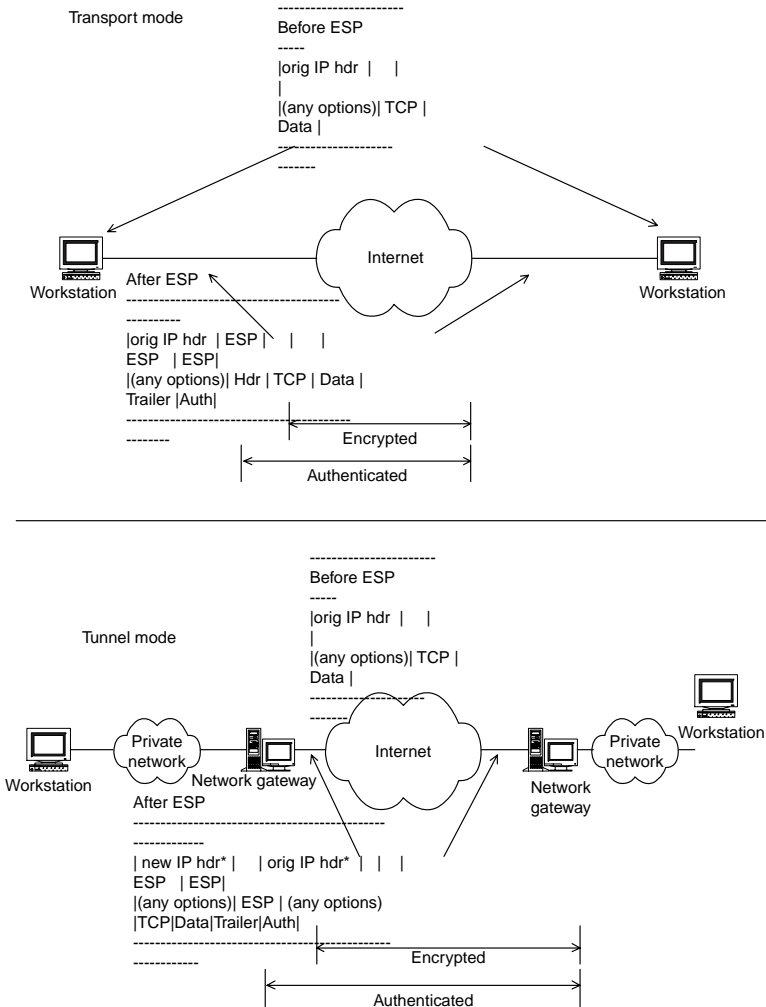 Transport mode
-----------------------
Before ESP
-----
|orig IP hdr | |
|
|(any options)| TCP |
Data |
---------------------
-------
Internet
Workstation
Workstation
After ESP
---------------------------------------
----------
|orig IP hdr | ESP | | |
ESP | ESP|
|(any options)| Hdr | TCP | Data |
Trailer |Auth|
-----------------------------------------
--------
Encrypted
Authenticated
-----------------------
Before ESP
-----
|orig IP hdr | |
|
|(any options)| TCP |
Data |
---------------------
-------
Tunnel mode
Workstation
Private
network
Network gateway
Internet
Network
gateway
Private
network
Workstation
After ESP
----------------------------------------------
-------------
| new IP hdr* | | orig IP hdr* | | |
ESP | ESP|
|(any options)| ESP | (any options)
|TCP|Data|Trailer|Auth|
-----------------------------------------------
------------
Encrypted
Authenticated